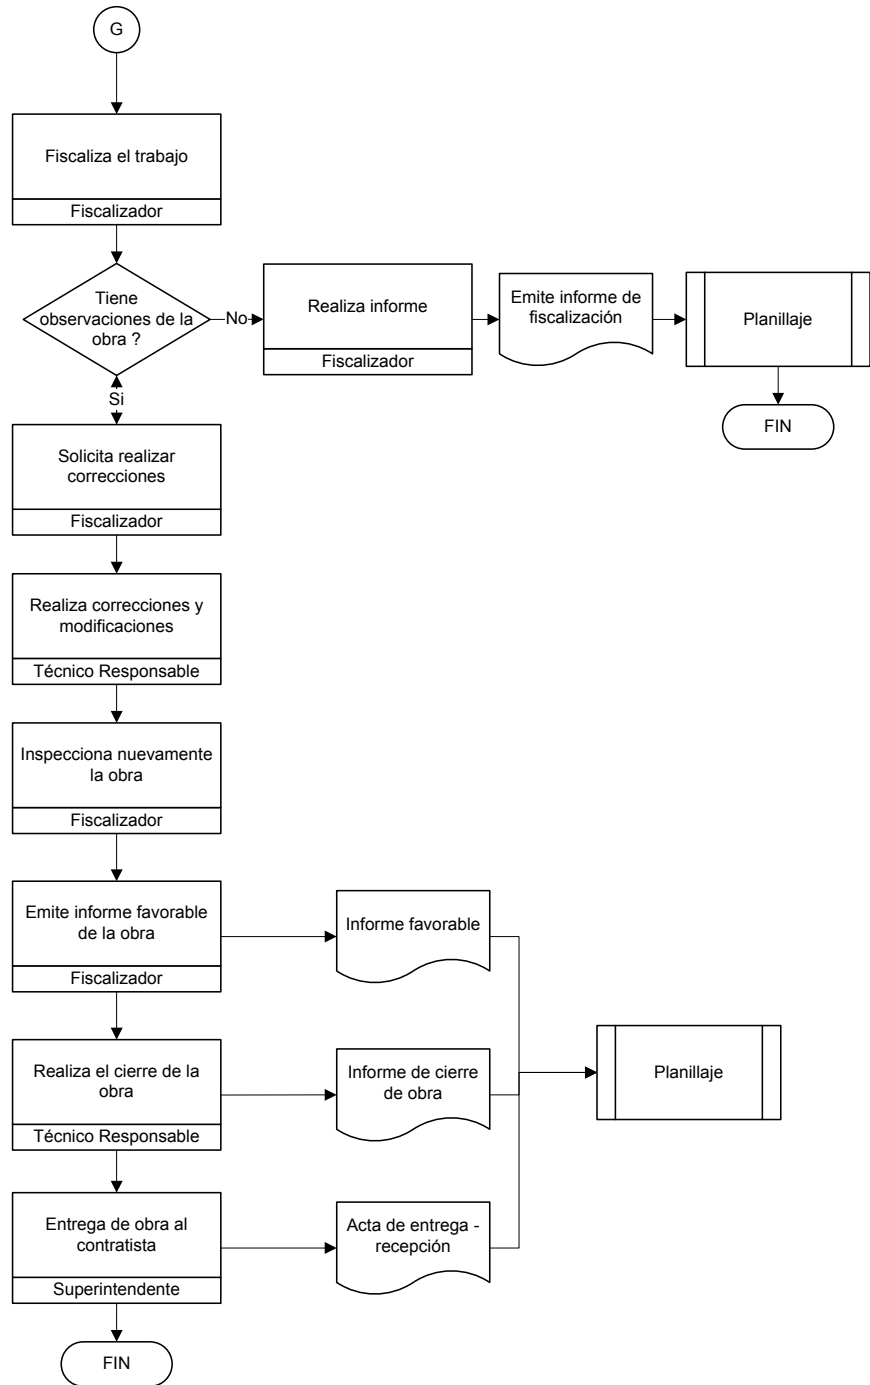 G
Fiscaliza el trabajo
Fiscalizador
Tiene
observaciones de la
obra ?
No
Realiza informe
Fiscalizador
Emite informe de
fiscalización
Planillaje
FIN
Si
Solicita realizar
correcciones
Fiscalizador
Realiza correcciones y
modificaciones
Técnico Responsable
Inspecciona nuevamente
la obra
Fiscalizador
Emite informe favorable
de la obra
Fiscalizador
Informe favorable
Realiza el cierre de la
obra
Técnico Responsable
Informe de cierre
de obra
Planillaje
Entrega de obra al
contratista
Superintendente
Acta de entrega -
recepción
FIN